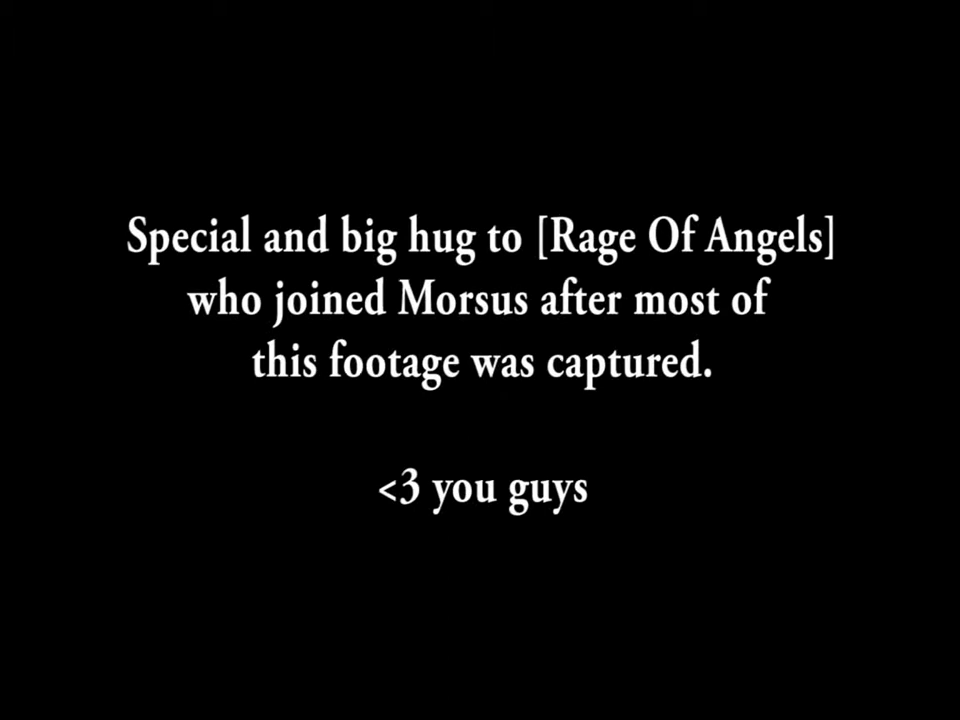 Special and big hug to [Rage Of Angels]
who joined Morsus after most of
this footage was captured.
<3 you guys